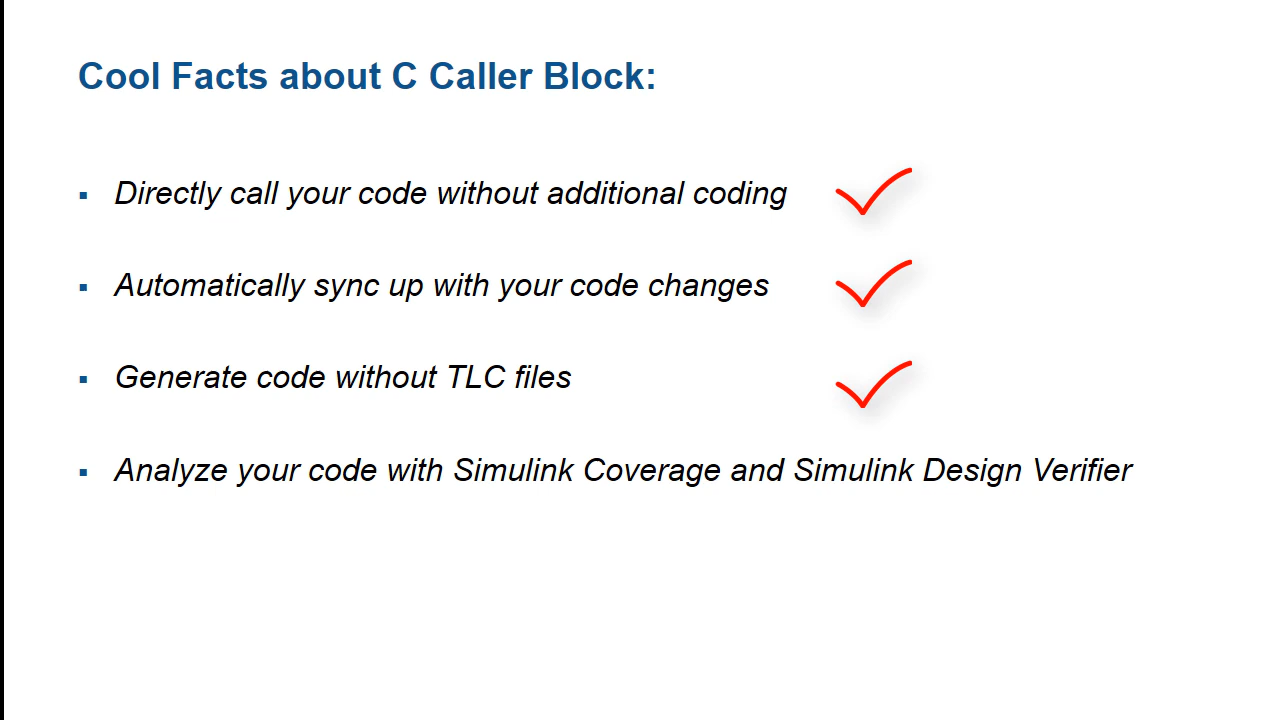 Cool Facts about C Caller Block:
Directly call your code without additional coding
Automatically sync up with your code changes
Generate code without TLC files
Analyze your code with Simulink Coverage and Simulink Design Verifier